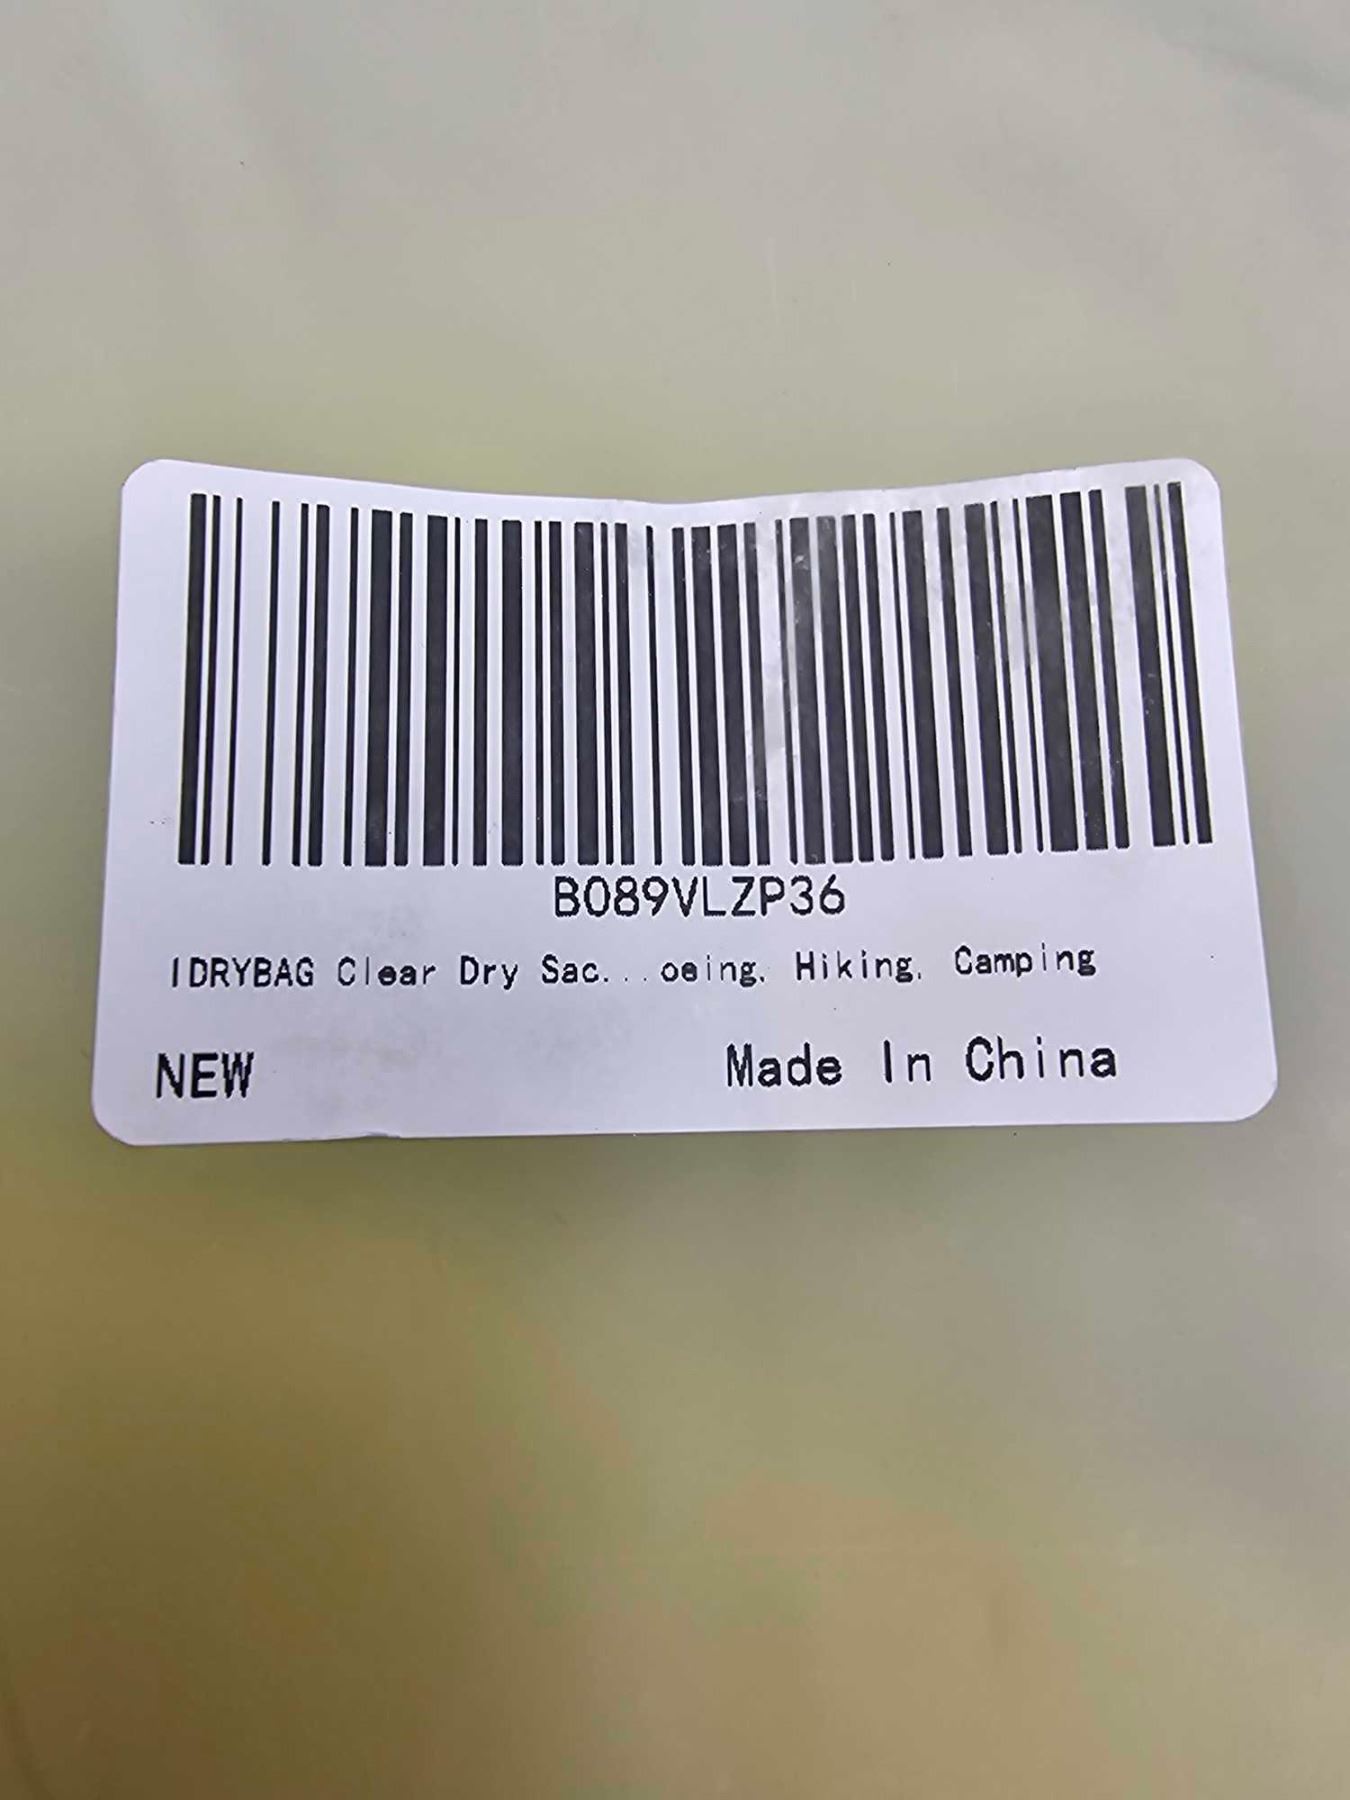 B089VLZP36
IDRYBAG Clear Dry Sac...oeing, Hiking, Camping
NEW
Made In China